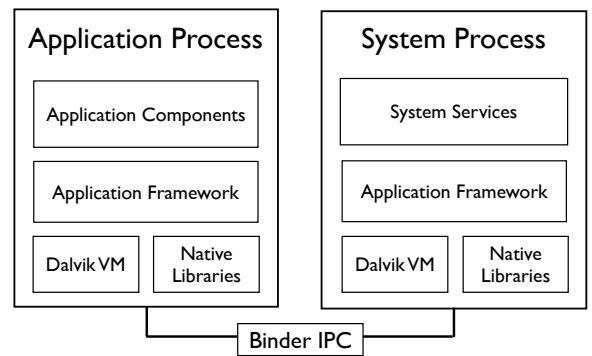 Application Process
Application Components
Application Framework
Dalvik VM
Native
Libraries
System Process
System Services
Application Framework
Dalvik VM
Native
Libraries
Binder IPC